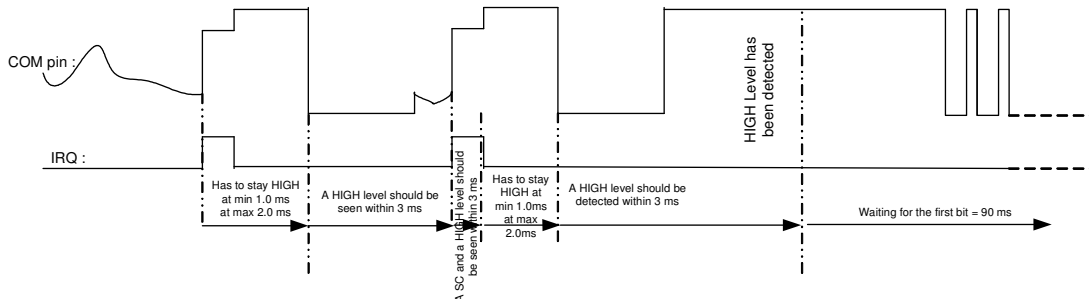 COM pin :
IRQ :
Has to stay HIGH
at min 1.0 ms
at max 2.0 ms
A HIGH level should be
seen within 3 ms
A SC and a HIGH level should
be seen within 3 ms
Has to stay
HIGH at
min 1.0ms
at max
2.0ms
A HIGH level should be
detected within 3 ms
HIGH Level has
been detected
Waiting for the first bit = 90 ms